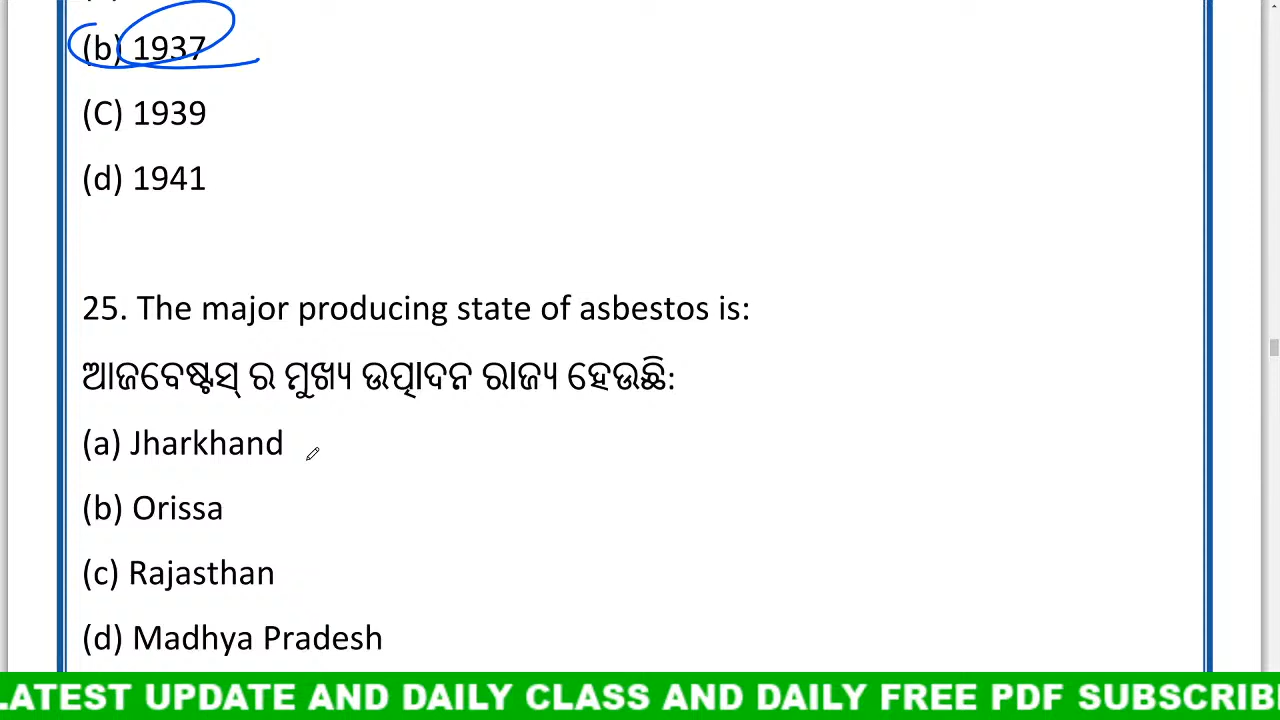 (b) 1937
(C) 1939
(d) 1941
25. The major producing state of asbestos is:
ଆଜବେଷ୍ଟସ୍ ର ମୁଖ୍ୟ ଉତ୍ପାଦନ ରାଜ୍ୟ ହେଉଛି:
(a) Jharkhand
(b) Orissa
(c) Rajasthan
(d) Madhya Pradesh
LATEST UPDATE AND DAILY CLASS AND DAILY FREE PDF SUBSCRIB